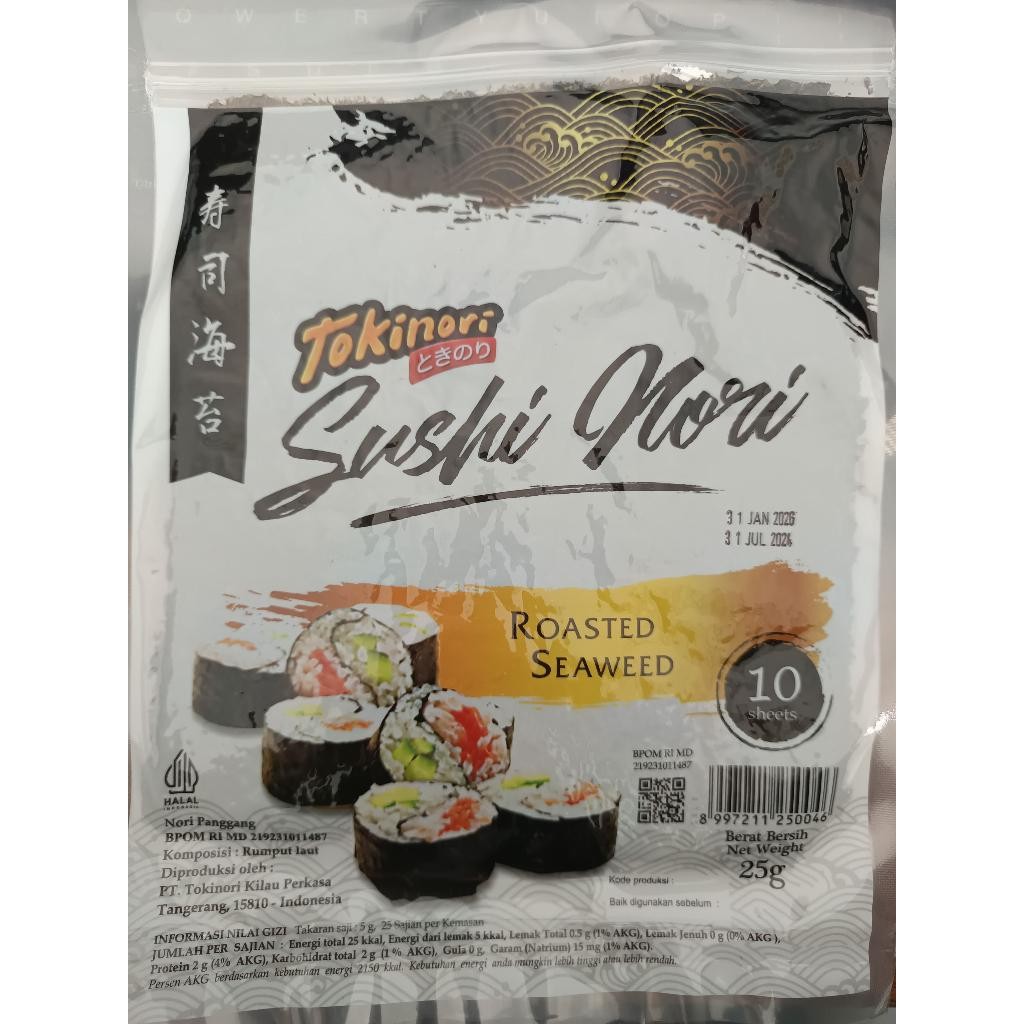 寿司海苔
Tokinori
ときのり
Sushi Nori
31 JAN 2026
31 JUL 2024
ROASTED
SEAWEED
10
sheets
HALAL
INDONESIA
Nori Panggang
BPOM RI MD 219231011487
Komposisi : Rumput laut
Diproduksi oleh :
PT. Tokinori Kilau Perkasa
Tangerang, 15810 - Indonesia
BPOM RI MD
219231011487
8 997211 250046
Berat Bersih
Net Weight
25g
Kode produksi :
Baik digunakan sebelum :
INFORMASI NILAI GIZI Takaran saji : 5 g, 25 Sajian per Kemasan
JUMLAH PER SAJIAN : Energi total 25 kkal, Energi dari lemak 5 kkal, Lemak Total 0.5 g (1% AKG), Lemak Jenuh 0 g (0% AKG ),
Protein 2 g (4% AKG), Karbohidrat total 2 g (1% AKG), Gula 0 g, Garam (Natrium) 15 mg (1% AKG).
Persen AKG berdasarkan kebutuhan energi 2150 kkal. Kebutuhan energi anda mungkin lebih tinggi atau lebih rendah.